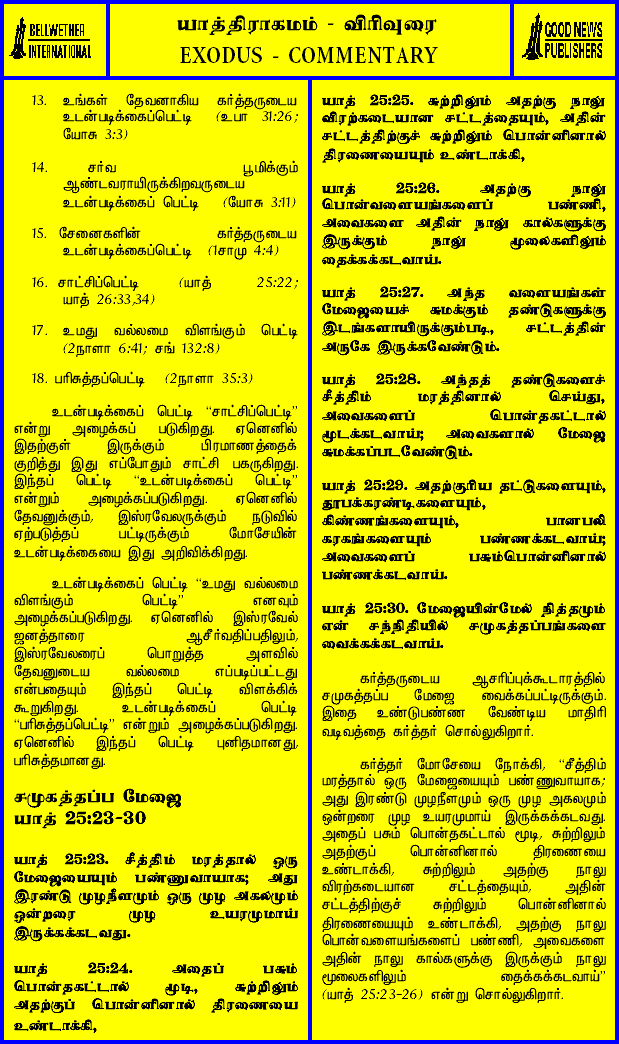 BELLWETHER
INTERNATIONAL
யாத்திராகமம் - விரிவுரை
EXODUS - COMMENTARY
GOOD NEWS
PUBLISHERS
13. உங்கள் தேவனாகிய கர்த்தருடைய
உடன்படிக்கைப்பெட்டி (உபா 31:26;
யோசு 3:3)
14. சர்வ பூமிக்கும்
ஆண்டவராயிருக்கிறவருடைய
உடன்படிக்கைப் பெட்டி (யோசு 3:11)
15. சேனைகளின் கர்த்தருடைய
உடன்படிக்கைப்பெட்டி (1சாமு 4:4)
16. சாட்சிப்பெட்டி (யாத் 25:22;
யாத் 26:33,34)
17. உமது வல்லமை விளங்கும் பெட்டி
(2நாளா 6:41; சங் 132:8)
18. பரிசுத்தப்பெட்டி (2நாளா 35:3)
உடன்படிக்கைப் பெட்டி “சாட்சிப்பெட்டி”
என்று அழைக்கப் படுகிறது. ஏனெனில்
இதற்குள் இருக்கும் பிரமாணத்தைக்
குறித்து இது எப்போதும் சாட்சி பகருகிறது.
இந்தப் பெட்டி “உடன்படிக்கைப் பெட்டி”
என்றும் அழைக்கப்படுகிறது. ஏனெனில்
தேவனுக்கும், இஸ்ரவேலருக்கும் நடுவில்
ஏற்படுத்தப் பட்டிருக்கும் மோசேயின்
உடன்படிக்கையை இது அறிவிக்கிறது.
உடன்படிக்கைப் பெட்டி “உமது வல்லமை
விளங்கும் பெட்டி” எனவும்
அழைக்கப்படுகிறது. ஏனெனில் இஸ்ரவேல்
ஜனத்தாரை ஆசீர்வதிப்பதிலும்,
இஸ்ரவேலரைப் பொறுத்த அளவில்
தேவனுடைய வல்லமை எப்படிப்பட்டது
என்பதையும் இந்தப் பெட்டி விளக்கிக்
கூறுகிறது. உடன்படிக்கைப் பெட்டி
“பரிசுத்தப்பெட்டி” என்றும் அழைக்கப்படுகிறது.
ஏனெனில் இந்தப் பெட்டி புனிதமானது,
பரிசுத்தமானது.
சமுகத்தப்ப மேஜை
யாத் 25:23-30
யாத் 25:23. சீத்திம் மரத்தால் ஒரு
மேஜையையும் பண்ணுவாயாக; அது
இரண்டு முழநீளமும் ஒரு முழ அகலமும்
ஒன்றரை முழ உயரமுமாய்
இருக்கக்கடவது.
யாத் 25:24. அதைப் பசும்
பொன்தகட்டால் மூடி, சுற்றிலும்
அதற்குப் பொன்னினால் திரணையை
உண்டாக்கி,
யாத் 25:25. சுற்றிலும் அதற்கு நாலு
விரற்கடையான சட்டத்தையும், அதின்
சட்டத்திற்குச் சுற்றிலும் பொன்னினால்
திரணையையும் உண்டாக்கி,
யாத் 25:26. அதற்கு நாலு
பொன்வளையங்களைப் பண்ணி,
அவைகளை அதின் நாலு கால்களுக்கு
இருக்கும் நாலு மூலைகளிலும்
தைக்கக்கடவாய்.
யாத் 25:27. அந்த வளையங்கள்
மேஜையைச் சுமக்கும் தண்டுகளுக்கு
இடங்களாயிருக்கும்படி, சட்டத்தின்
அருகே இருக்கவேண்டும்.
யாத் 25:28. அந்தத் தண்டுகளைச்
சீத்திம் மரத்தினால் செய்து,
அவைகளைப் பொன்தகட்டால்
மூடக்கடவாய்; அவைகளால் மேஜை
சுமக்கப்படவேண்டும்.
யாத் 25:29. அதற்குரிய தட்டுகளையும்,
தூபக்கரண்டிகளையும்,
கிண்ணங்களையும், பானபலி
கரகங்களையும் பண்ணக்கடவாய்;
அவைகளைப் பசும்பொன்னினால்
பண்ணக்கடவாய்.
யாத் 25:30. மேஜையின்மேல் நித்தமும்
என் சந்நிதியில் சமுகத்தப்பங்களை
வைக்கக்கடவாய்.
கர்த்தருடைய ஆசரிப்புக்கூடாரத்தில்
சமுகத்தப்ப மேஜை வைக்கப்பட்டிருக்கும்.
இதை உண்டுபண்ண வேண்டிய மாதிரி
வடிவத்தை கர்த்தர் சொல்லுகிறார்.
கர்த்தர் மோசேயை நோக்கி, “சீத்திம்
மரத்தால் ஒரு மேஜையையும் பண்ணுவாயாக;
அது இரண்டு முழநீளமும் ஒரு முழ அகலமும்
ஒன்றரை முழ உயரமுமாய் இருக்கக்கடவது.
அதைப் பசும் பொன்தகட்டால் மூடி, சுற்றிலும்
அதற்குப் பொன்னினால் திரணையை
உண்டாக்கி, சுற்றிலும் அதற்கு நாலு
விரற்கடையான சட்டத்தையும், அதின்
சட்டத்திற்குச் சுற்றிலும் பொன்னினால்
திரணையையும் உண்டாக்கி, அதற்கு நாலு
பொன்வளையங்களைப் பண்ணி, அவைகளை
அதின் நாலு கால்களுக்கு இருக்கும் நாலு
மூலைகளிலும் தைக்கக்கடவாய்”
(யாத் 25:23-26) என்று சொல்லுகிறார்.